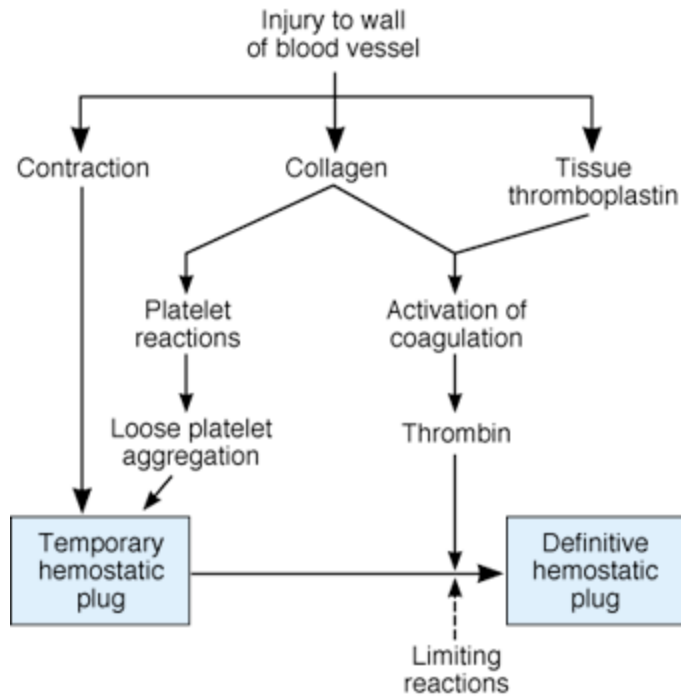 Injury to wall
of blood vessel
Contraction
Collagen
Tissue
thromboplastin
Platelet
reactions
Activation of
coagulation
Loose platelet
aggregation
Thrombin
Temporary
hemostatic
plug
Definitive
hemostatic
plug
Limiting
reactions